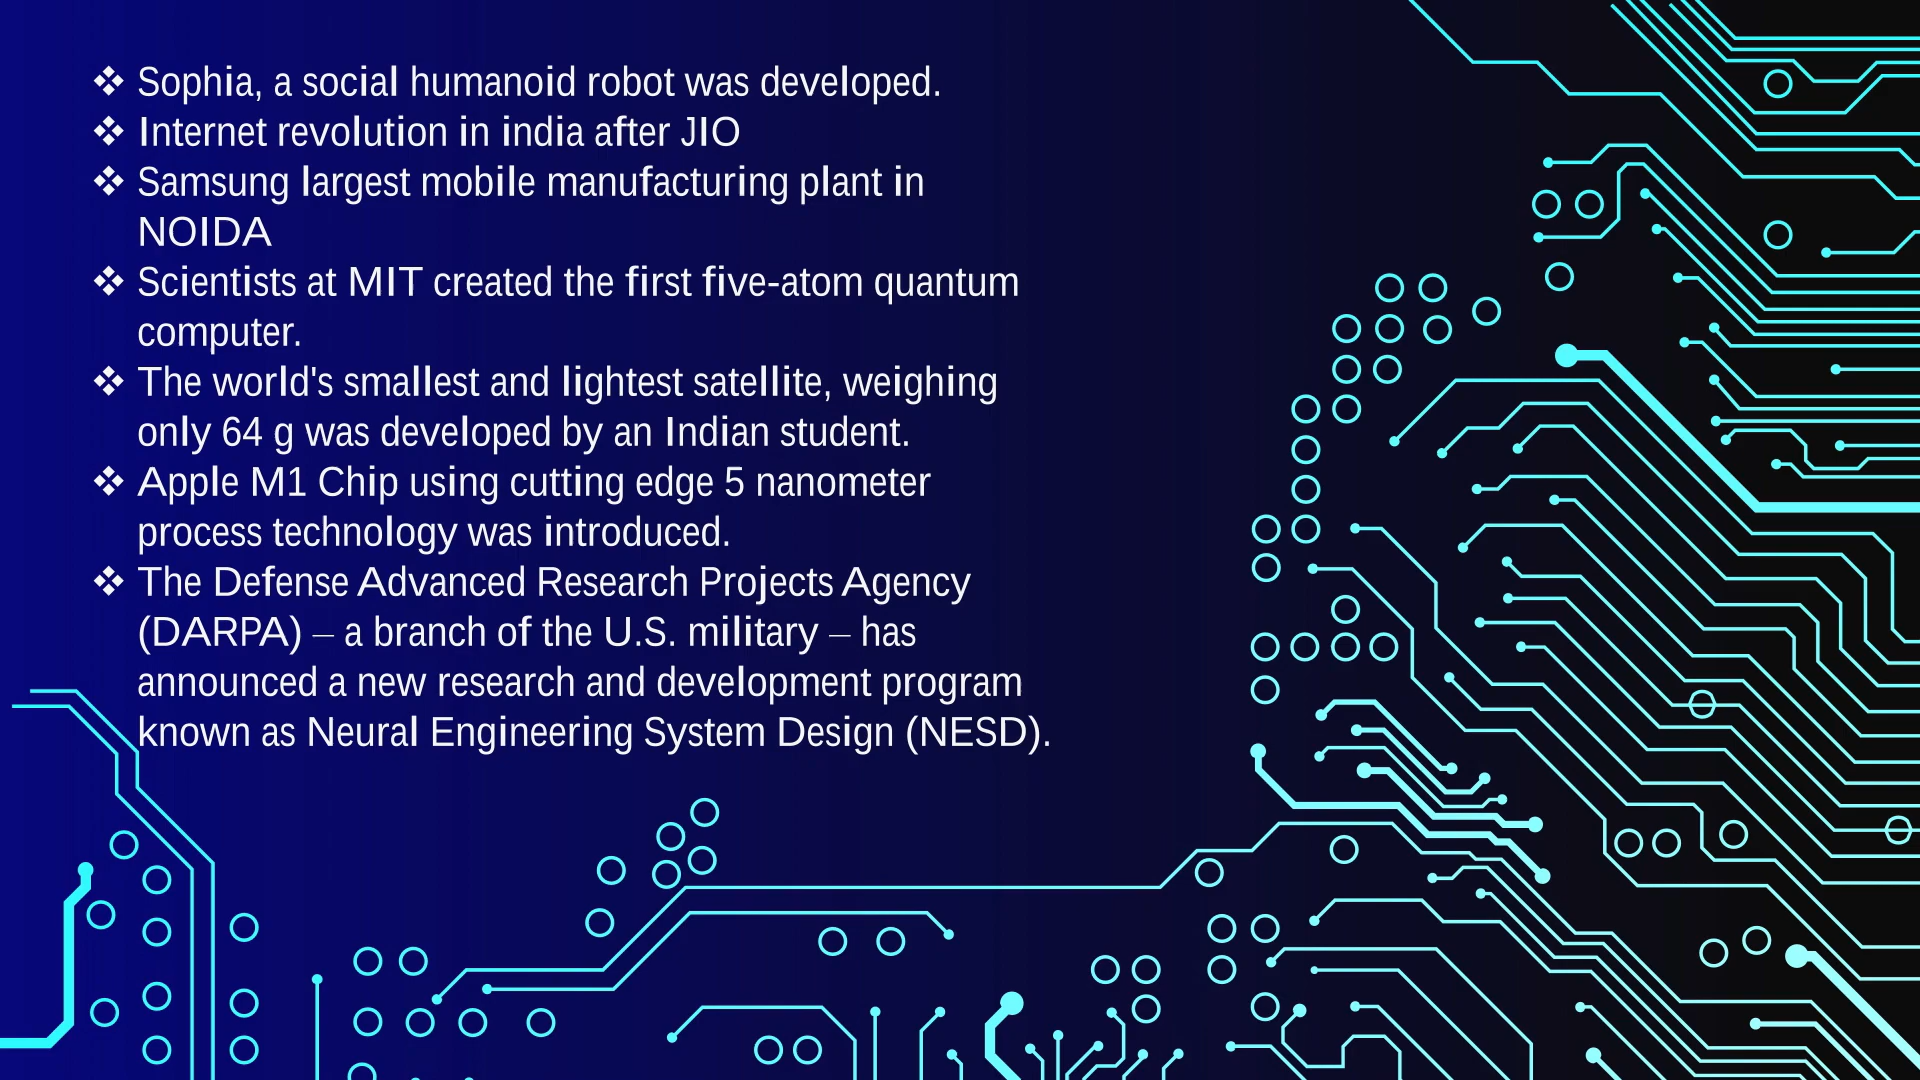 ❖ Sophia, a social humanoid robot was developed.
❖ Internet revolution in india after JIO
❖ Samsung largest mobile manufacturing plant in
NOIDA
❖ Scientists at MIT created the first five-atom quantum
computer.
❖ The world's smallest and lightest satellite, weighing
only 64 g was developed by an Indian student.
❖ Apple M1 Chip using cutting edge 5 nanometer
process technology was introduced.
❖ The Defense Advanced Research Projects Agency
(DARPA) – a branch of the U.S. military – has
announced a new research and development program
known as Neural Engineering System Design (NESD).